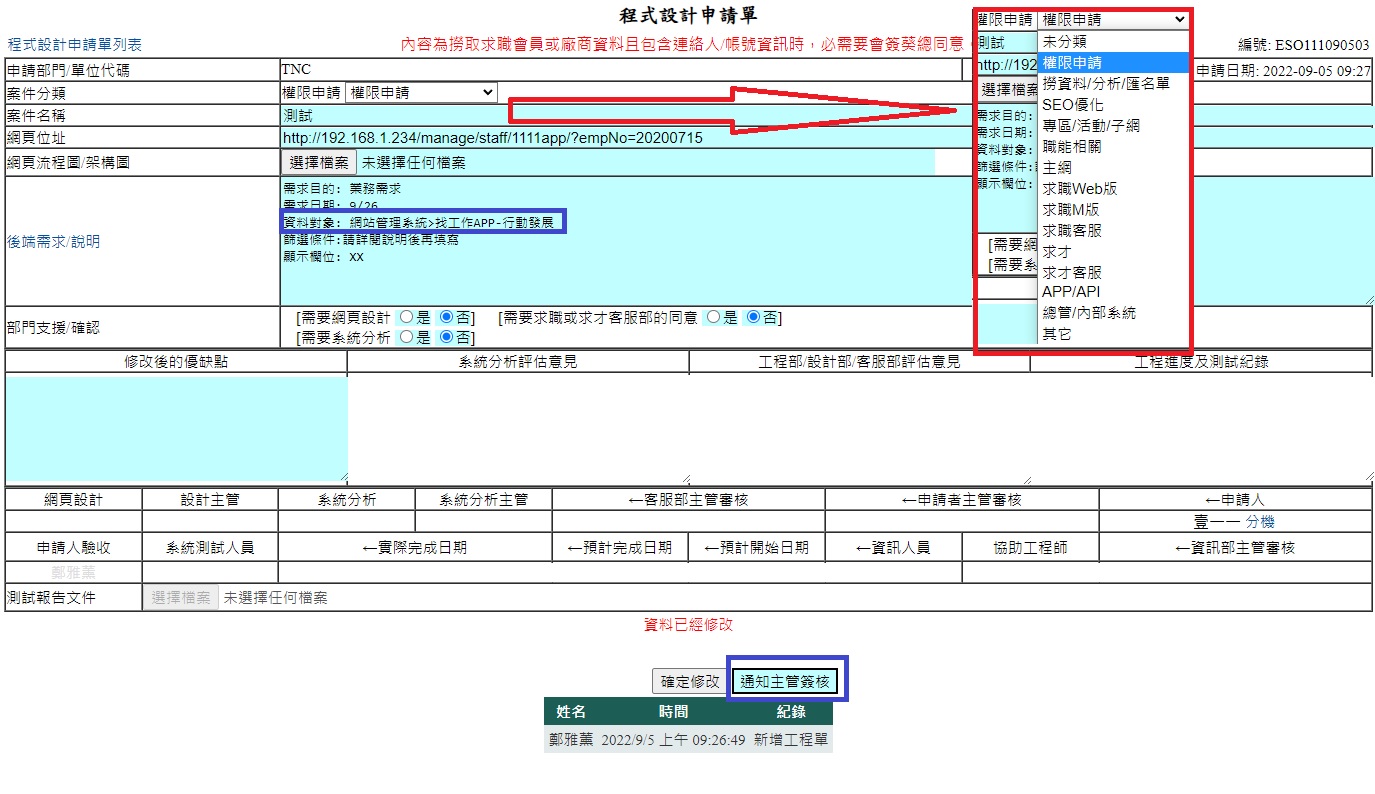 程式設計申請單
程式設計申請單列表
內容為撈取求職會員或廠商資料且包含連絡人/帳號資訊時，必需要會簽葵總同意
編號: ESO111090503
申請部門/單位代碼
TNC
申請日期: 2022-09-05 09:27
案件分類
權限申請 權限申請
案件名稱
測試
網頁位址
http://192.168.1.234/manage/staff/1111app/?empNo=20200715
網頁流程圖/架構圖
選擇檔案 未選擇任何檔案
後端需求/說明
需求目的: 業務需求
需求日期: 9/26
資料對象: 網站管理系統>找工作APP-行動發展
篩選條件:請詳閱說明後再填寫
顯示欄位: XX
部門支援/確認
[需要網頁設計 是 否] [需要求職或求才客服部的同意 是 否]
[需要系統分析 是 否]
權限申請 權限申請
測試
http://192
選擇檔案
需求目的:
需求日期:
資料對象:
篩選條件:
顯示欄位:
[需要網
[需要系
未分類
權限申請
撈資料/分析/匯名單
SEO優化
專區/活動/子網
職能相關
主網
求職Web版
求職M版
求職客服
求才
求才客服
APP/API
總管/內部系統
其它
修改後的優缺點
系統分析評估意見
工程部/設計部/客服部評估意見
工程進度及測試紀錄
網頁設計
設計主管
系統分析
系統分析主管
←客服部主管審核
←申請者主管審核
←申請人
壹一一 分機
申請人驗收
系統測試人員
←實際完成日期
←預計完成日期
←預計開始日期
←資訊人員
協助工程師
←資訊部主管審核
鄭雅薰
測試報告文件
選擇檔案 未選擇任何檔案
資料已經修改
確定修改
通知主管簽核
姓名 時間 紀錄
鄭雅薰 2022/9/5 上午 09:26:49 新增工程單